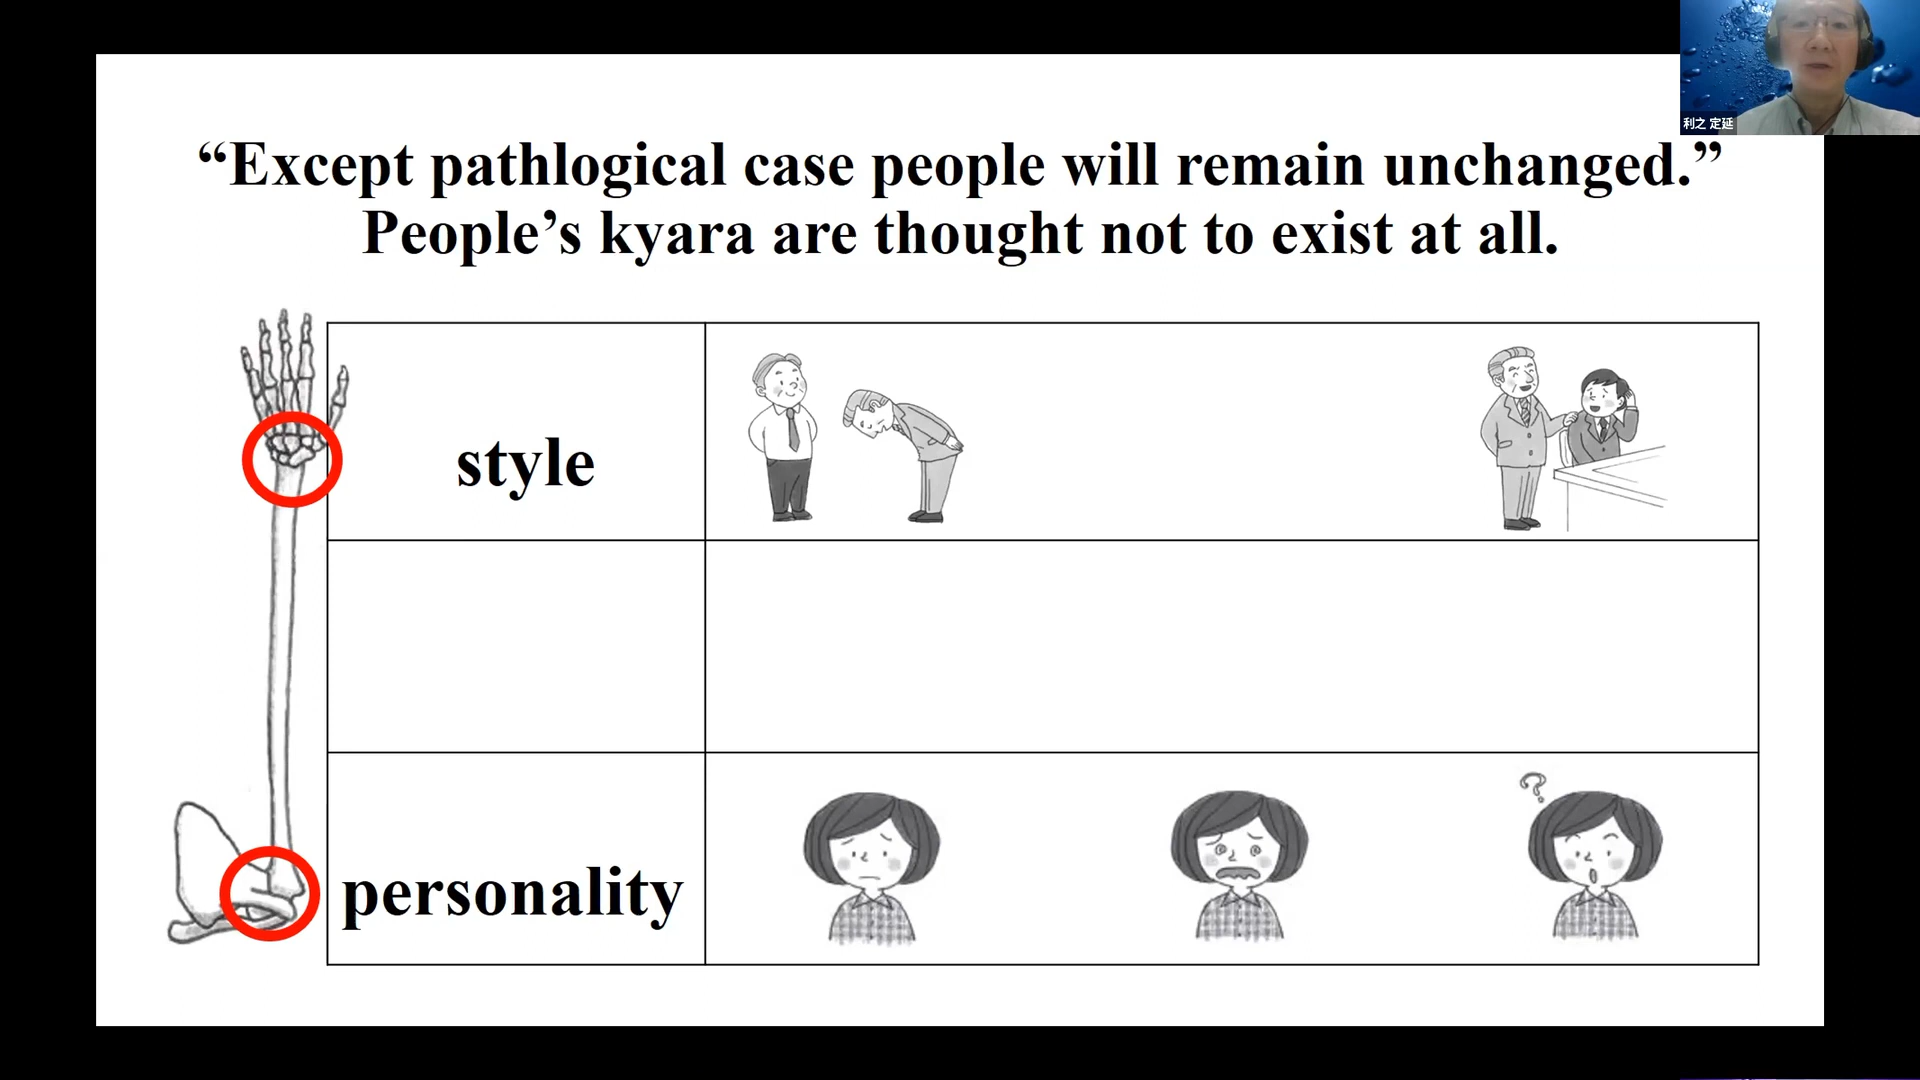 利之 定延
“Except pathlogical case people will remain unchanged.”
People’s kyara are thought not to exist at all.
style
?
personality